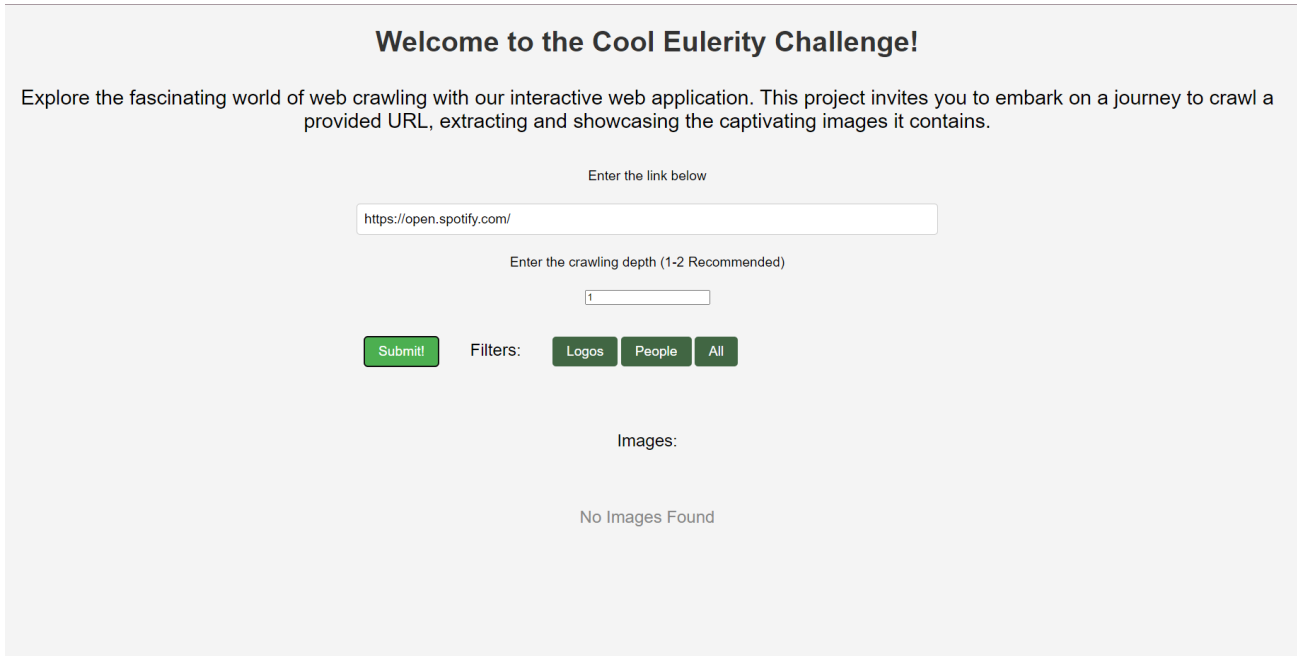 Welcome to the Cool Eulerity Challenge!
Explore the fascinating world of web crawling with our interactive web application. This project invites you to embark on a journey to crawl a
provided URL, extracting and showcasing the captivating images it contains.
Enter the link below
https://open.spotify.com/
Enter the crawling depth (1-2 Recommended)
1
Submit! Filters: Logos People All
Images:
No Images Found